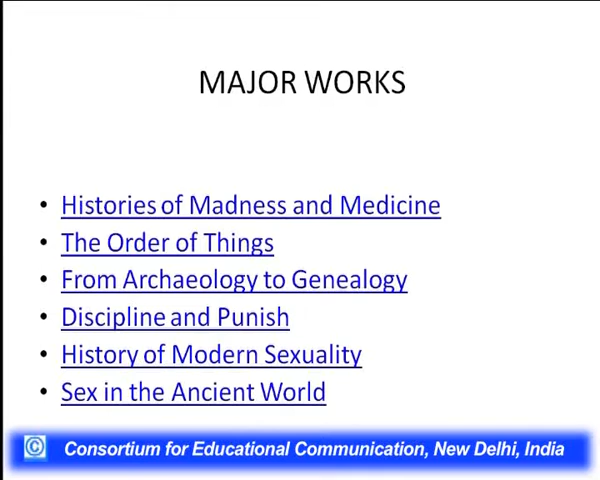 MAJOR WORKS
• Histories of Madness and Medicine
• The Order of Things
• From Archaeology to Genealogy
• Discipline and Punish
• History of Modern Sexuality
• Sex in the Ancient World
© Consortium for Educational Communication, New Delhi, India